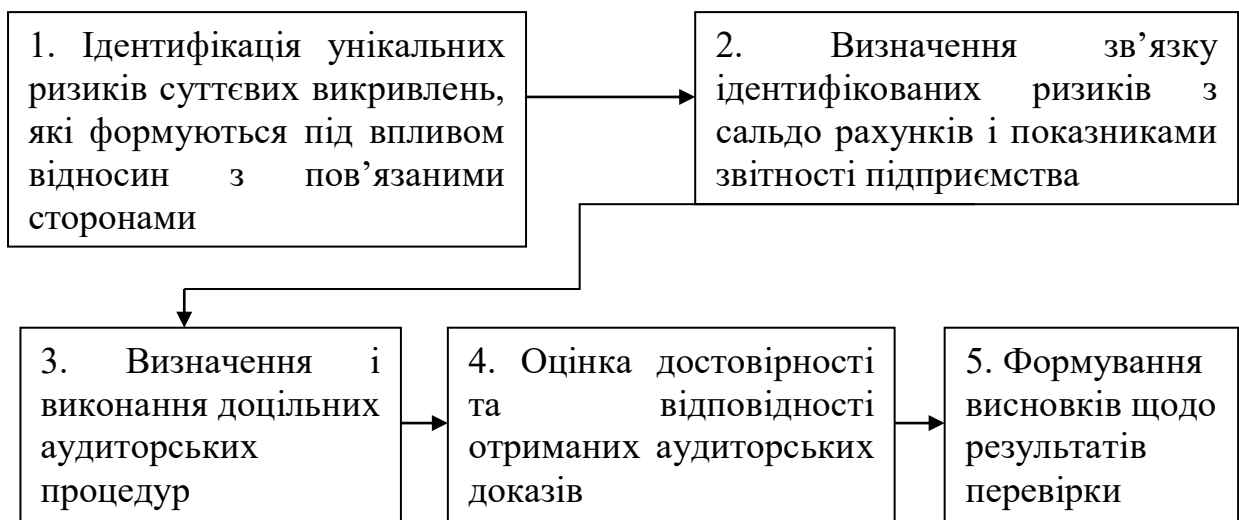 1. Ідентифікація унікальних
ризиків суттєвих викривлень,
які формуються під впливом
відносин з пов’язаними
сторонами
2. Визначення зв’язку
ідентифікованих ризиків з
сальдо рахунків і показниками
звітності підприємства
3. Визначення і
виконання доцільних
аудиторських
процедур
4. Оцінка достовірності
та відповідності
отриманих аудиторських
доказів
5. Формування
висновків щодо
результатів
перевірки